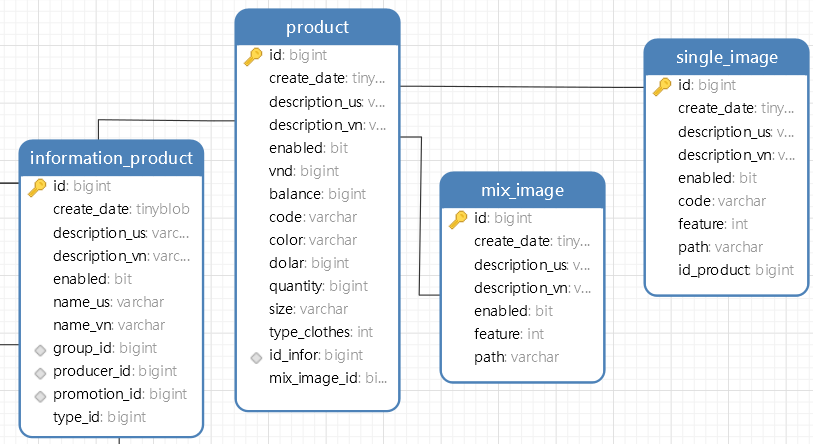 product
id: bigint
create_date: tiny...
description_us: v...
description_vn: v...
enabled: bit
vnd: bigint
balance: bigint
code: varchar
color: varchar
dolar: bigint
quantity: bigint
size: varchar
type_clothes: int
id_infor: bigint
mix_image_id: bi...
single_image
id: bigint
create_date: tiny...
description_us: v...
description_vn: v...
enabled: bit
code: varchar
feature: int
path: varchar
id_product: bigint
information_product
id: bigint
create_date: tinyblob
description_us: varc...
description_vn: varc...
enabled: bit
name_us: varchar
name_vn: varchar
group_id: bigint
producer_id: bigint
promotion_id: bigint
type_id: bigint
mix_image
id: bigint
create_date: tiny...
description_us: v...
description_vn: v...
enabled: bit
feature: int
path: varchar